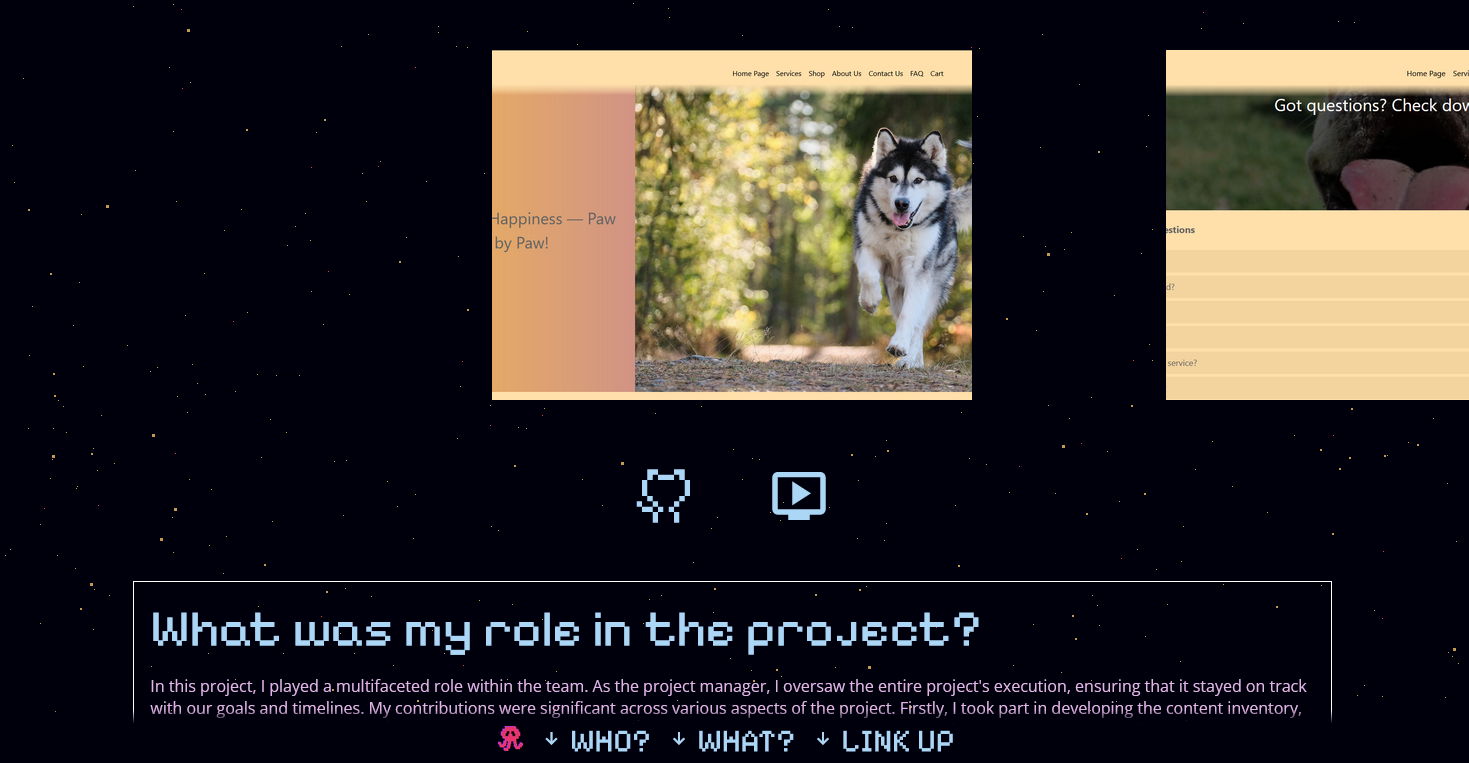 Home Page Services Shop About Us Contact Us FAQ Cart
Happiness — Paw
by Paw!
Home Page
Got questions? Check
What was my role in the project?
In this project, I played a multifaceted role within the team. As the project manager, I oversaw the entire project's execution, ensuring that it stayed on track
with our goals and timelines. My contributions were significant across various aspects of the project. Firstly, I took part in developing the content inventory,
↓ WHO? ↓ WHAT? ↓ LINK UP